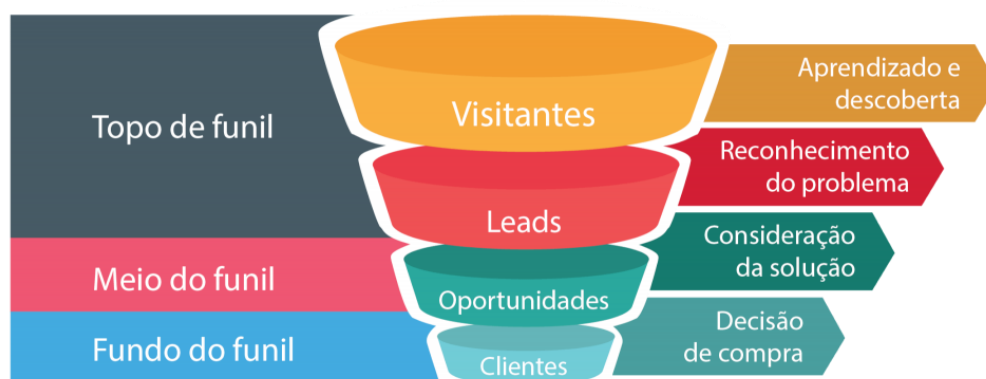 Topo de funil
Visitantes
Aprendizado e
descoberta
Reconhecimento
do problema
Leads
Consideração
da solução
Meio do funil
Oportunidades
Decisão
de compra
Fundo do funil
Clientes